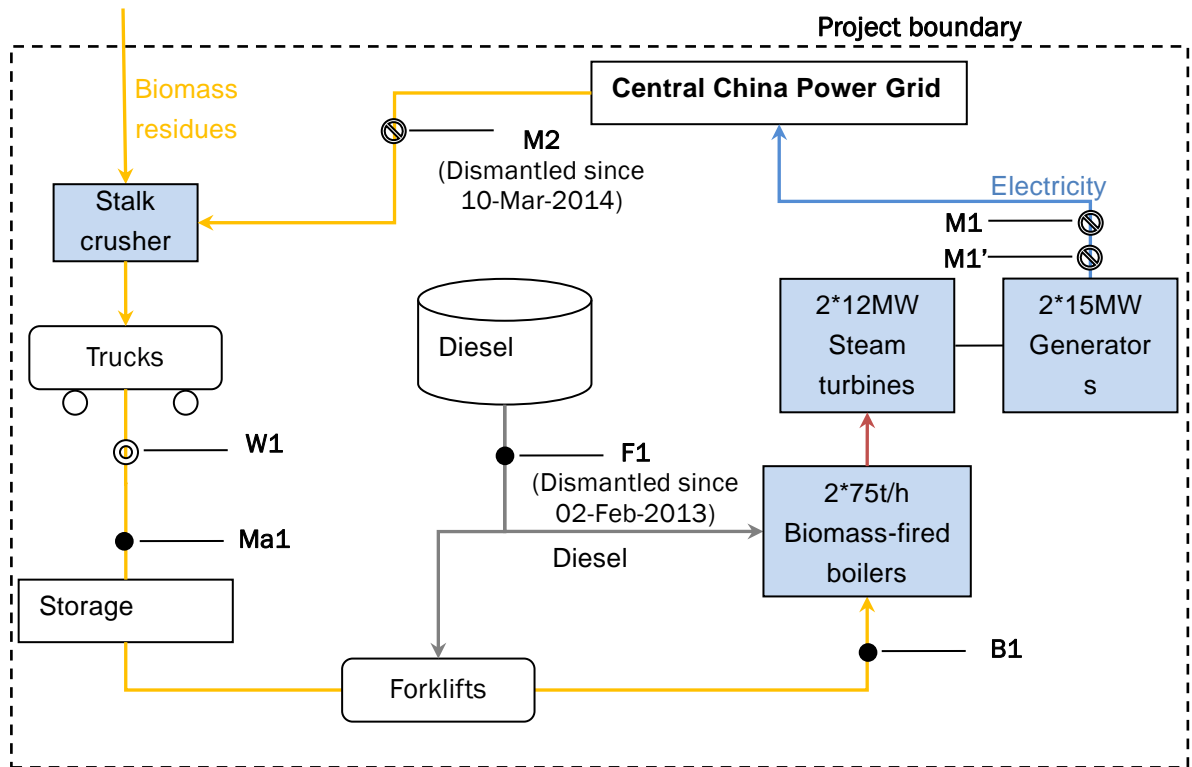 Project boundary
Biomass
residues
Central China Power Grid
M2
(Dismantled since
10-Mar-2014)
Electricity
Stalk
crusher
M1
M1’
Diesel
2*12MW
Steam
turbines
2*15MW
Generator
s
Trucks
W1
F1
(Dismantled since
02-Feb-2013)
2*75t/h
Biomass-fired
boilers
Ma1
Diesel
Storage
B1
Forklifts